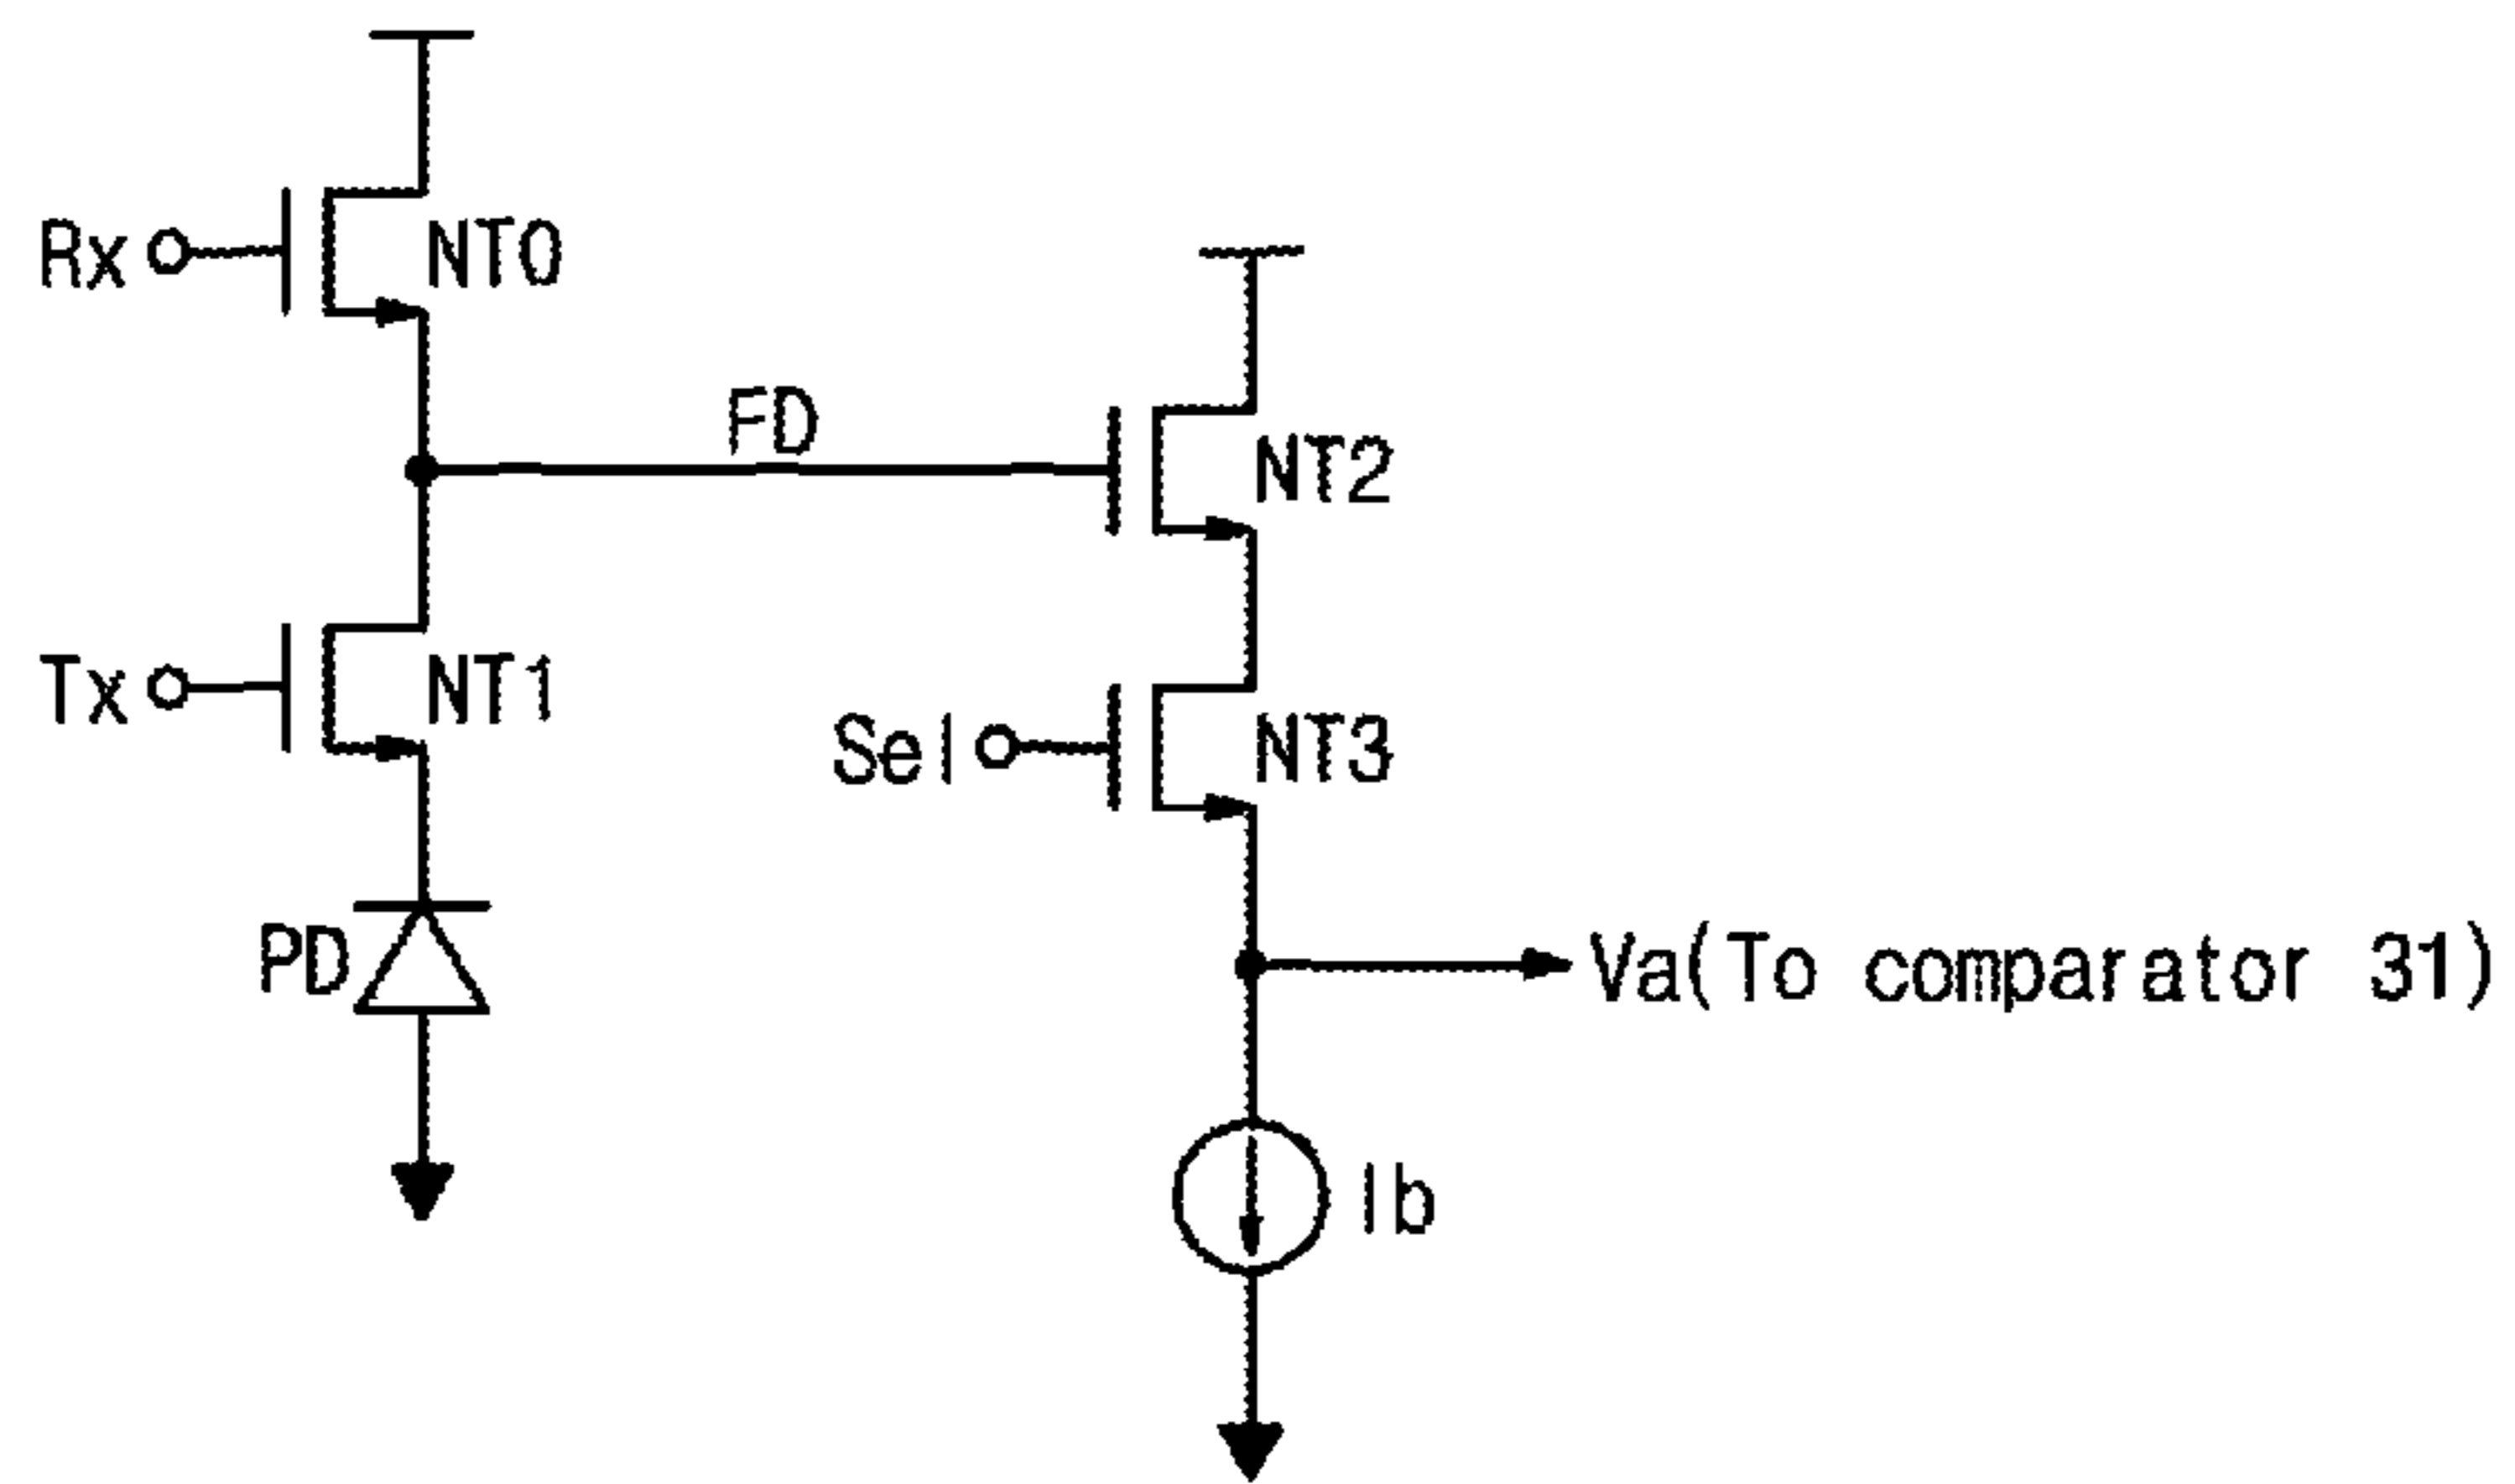 Rx
NT0
FD
NT2
Tx
NT1
Sel
NT3
PD
Va(To comparator 31)
Ib